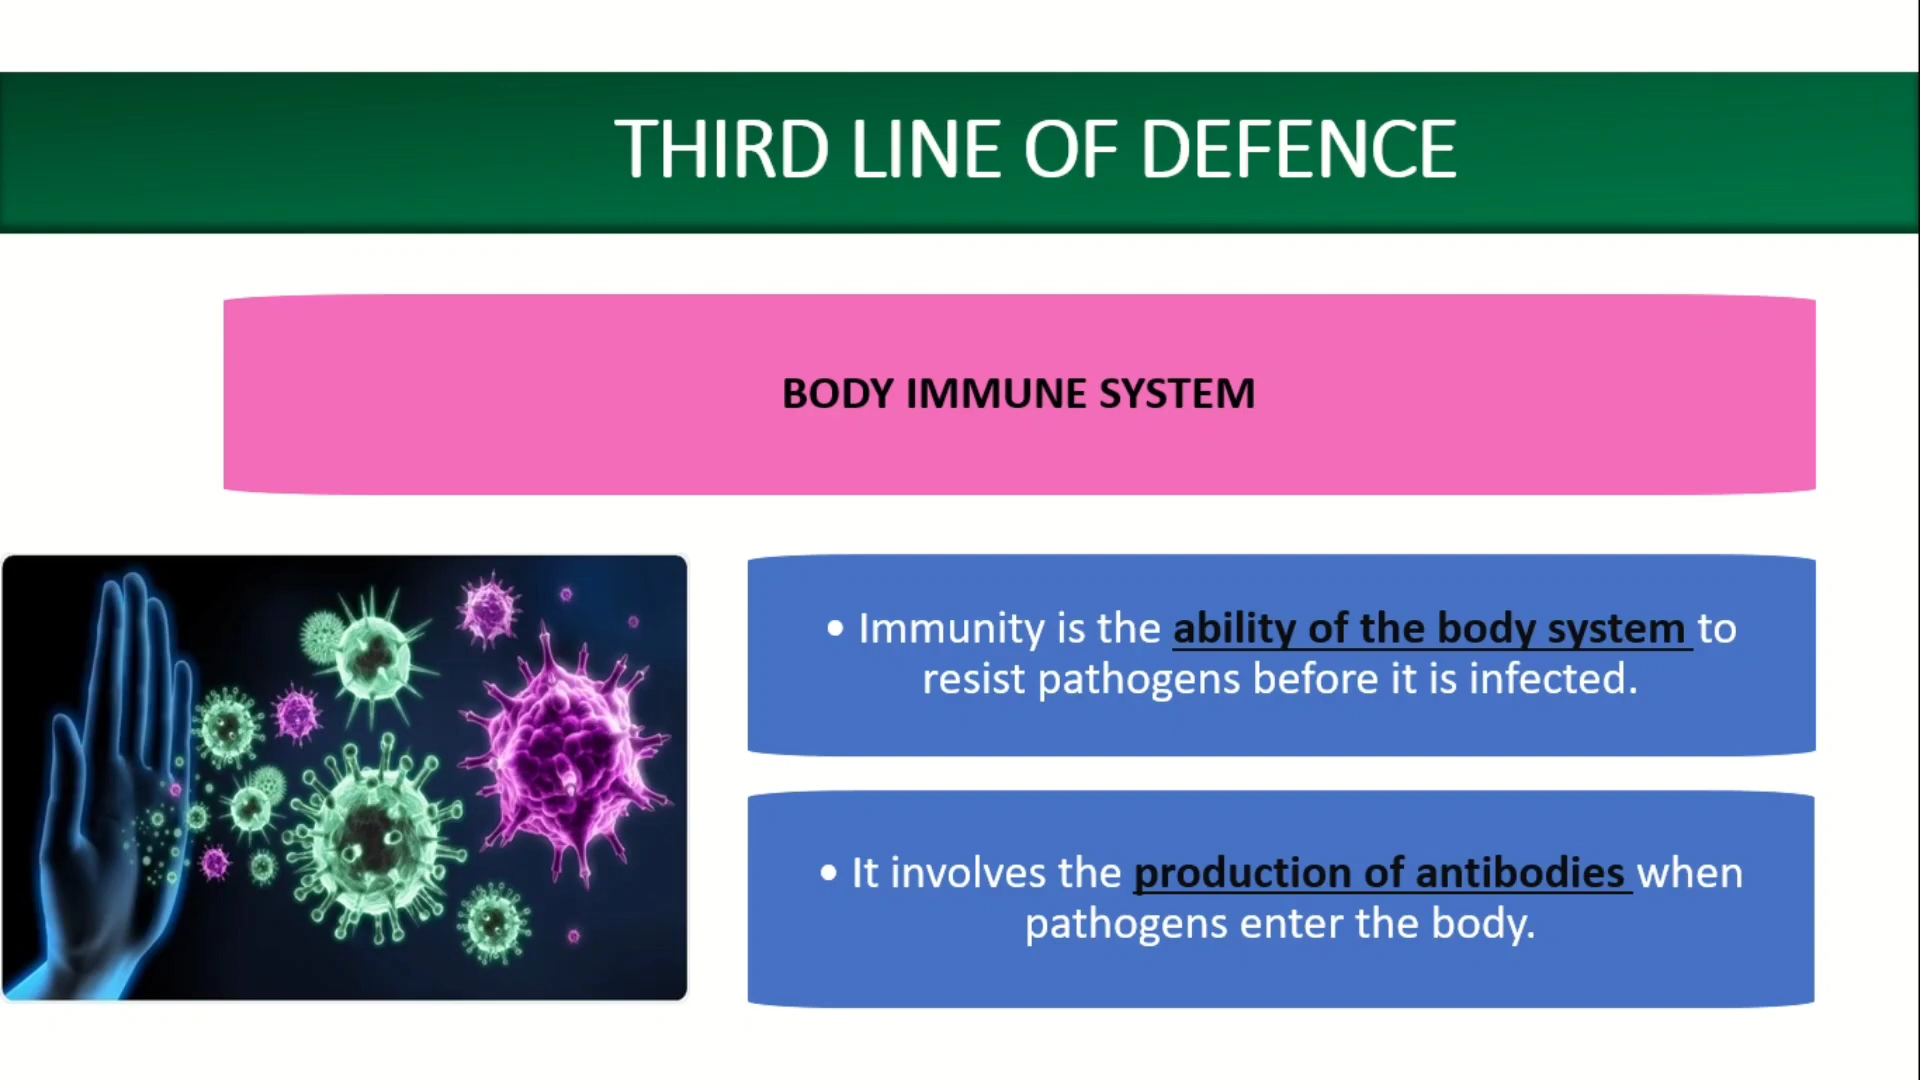 THIRD LINE OF DEFENCE
BODY IMMUNE SYSTEM
• Immunity is the ability of the body system to
resist pathogens before it is infected.
• It involves the production of antibodies when
pathogens enter the body.